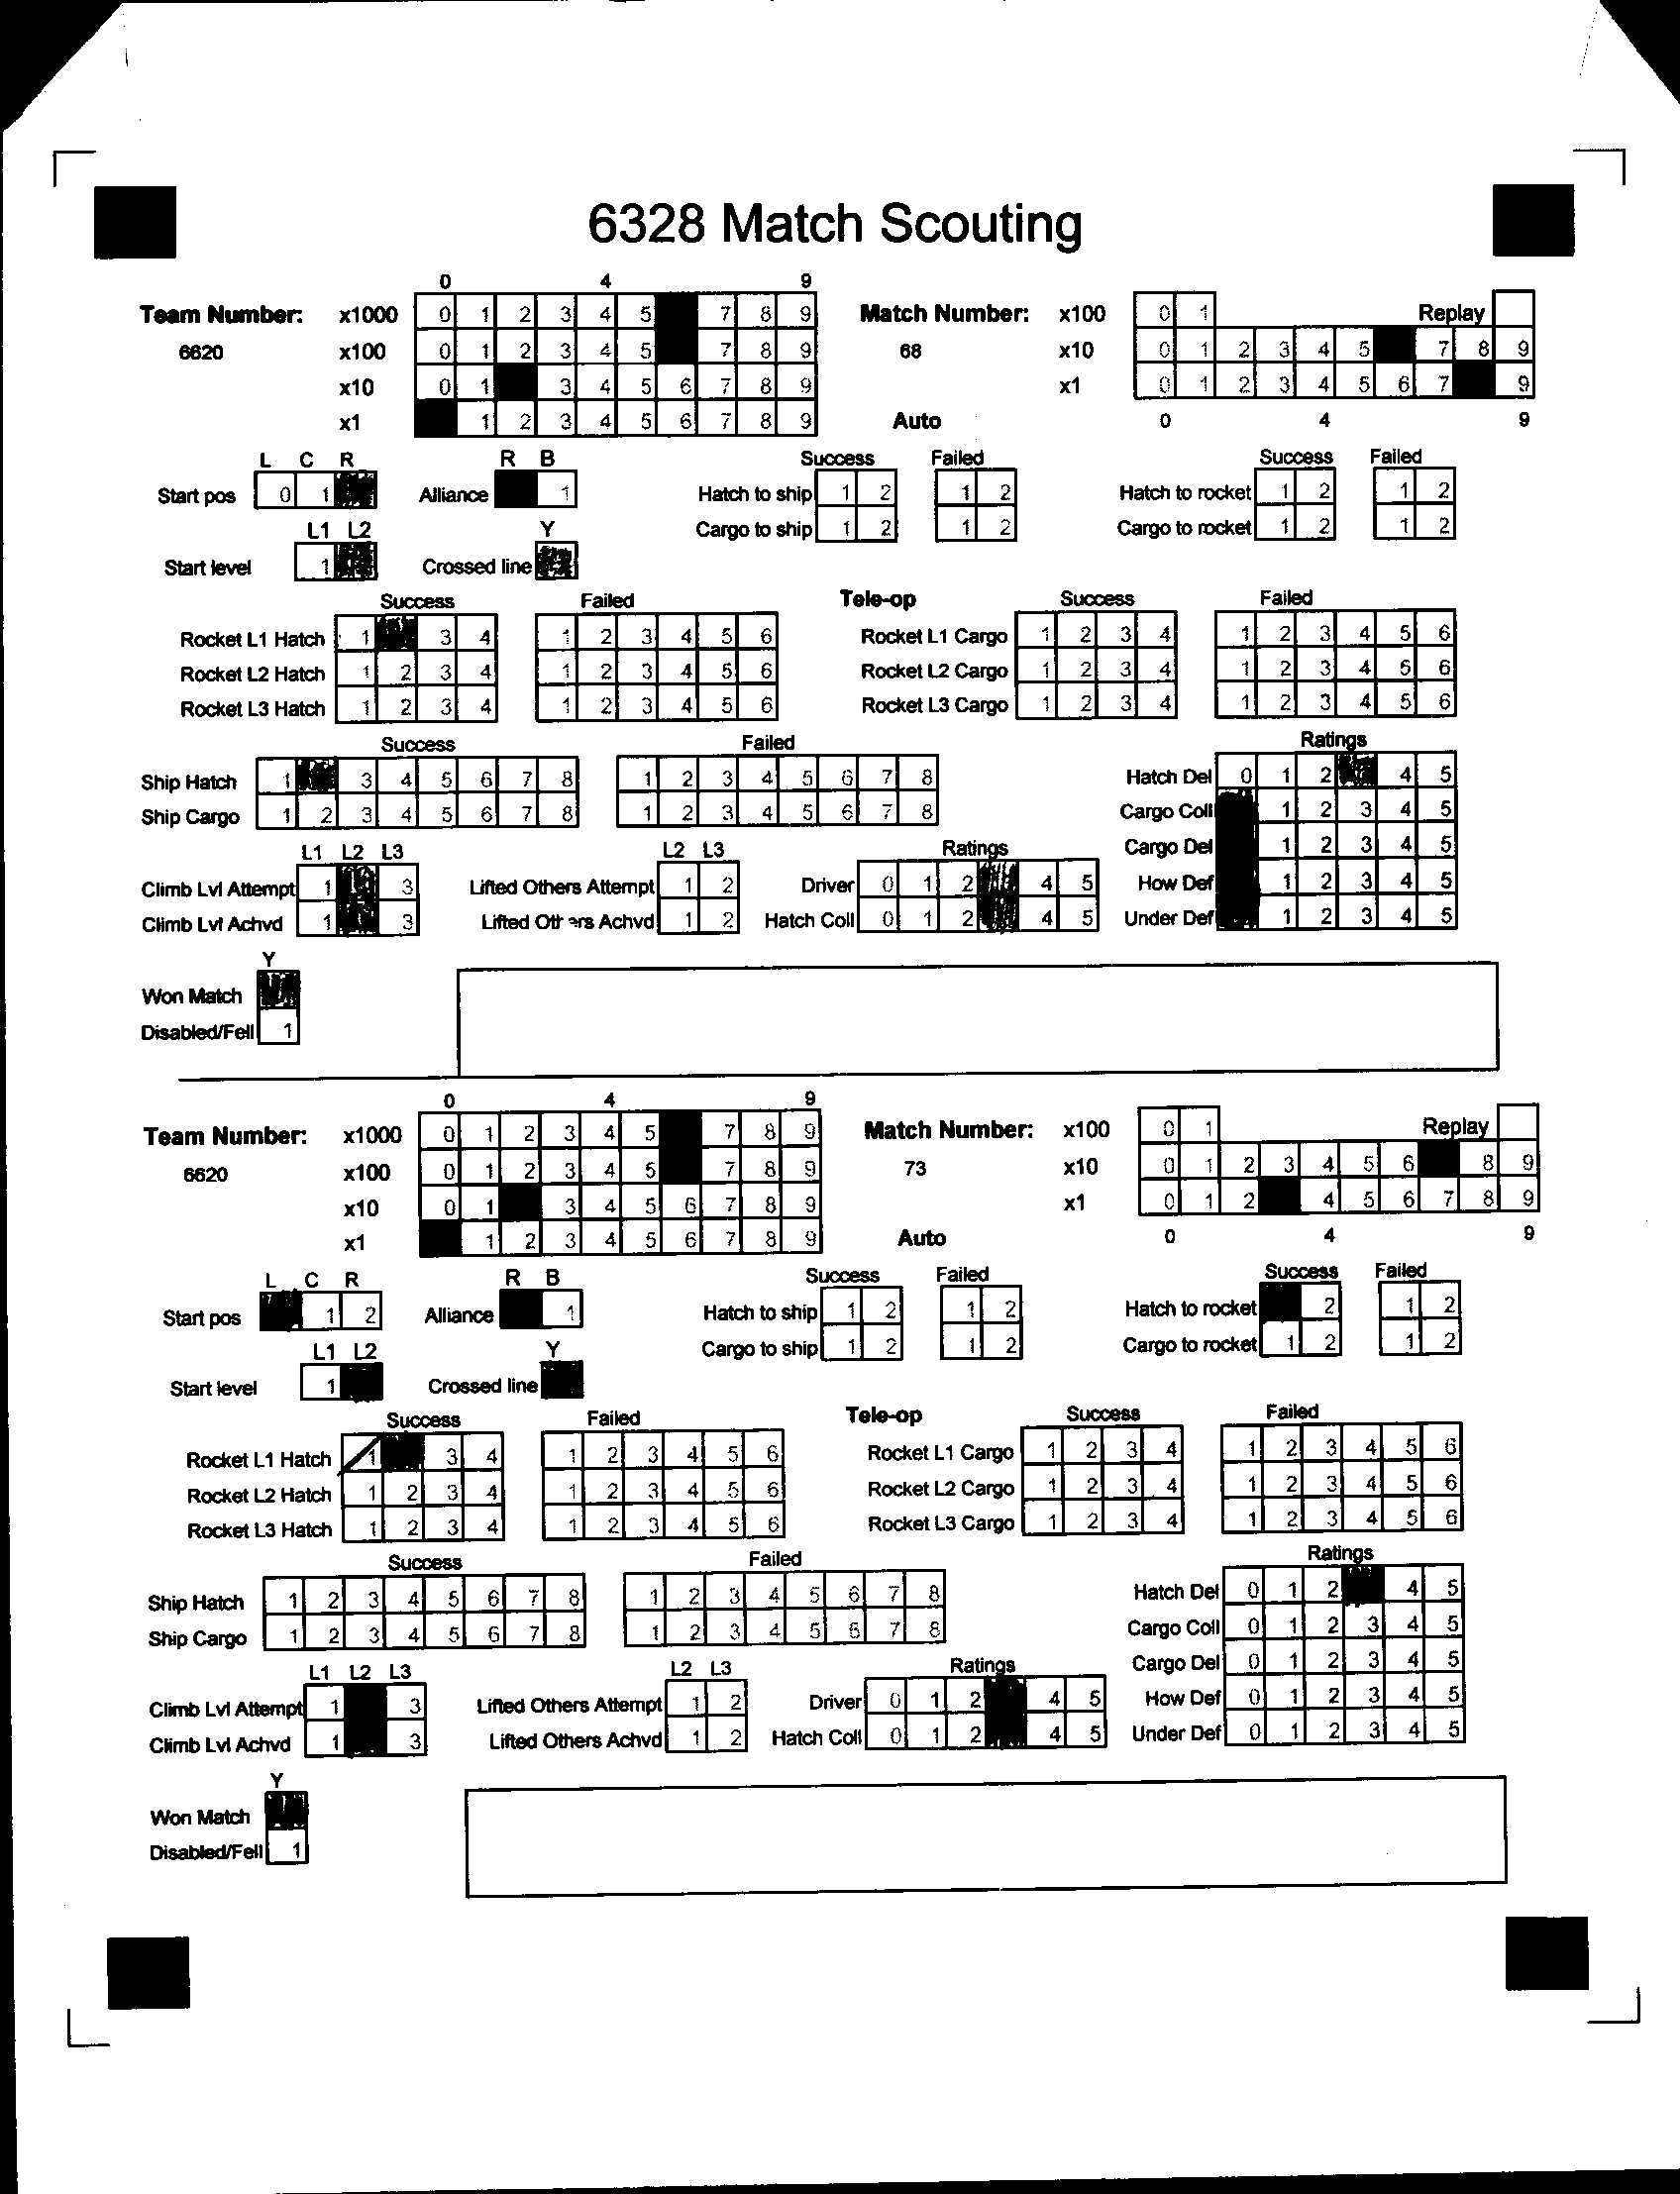 6328 Match Scouting
0 4 9
Team Number: x1000 0 1 2 3 4 5 7 8 9 Match Number: x100 0 1 Replay
6620 x100 0 1 2 3 4 5 7 8 9 68 x10 0 1 2 3 4 5 7 8 9
x10 0 1 3 4 5 6 7 8 9 x1 0 1 2 3 4 5 6 7 9
x1 1 2 3 4 5 6 7 8 9 Auto 0 4 9
L C R R B Success Failed Success Failed
Start pos 0 1 Alliance 1 Hatch to ship 1 2 1 2 Hatch to rocket 1 2 1 2
L1 L2 Y Cargo to ship 1 2 1 2 Cargo to rocket 1 2 1 2
Start level 1 Crossed line
Success Failed Tele-op Success Failed
Rocket L1 Hatch 1 3 4 1 2 3 4 5 6 Rocket L1 Cargo 1 2 3 4 1 2 3 4 5 6
Rocket L2 Hatch 1 2 3 4 1 2 3 4 5 6 Rocket L2 Cargo 1 2 3 4 1 2 3 4 5 6
Rocket L3 Hatch 1 2 3 4 1 2 3 4 5 6 Rocket L3 Cargo 1 2 3 4 1 2 3 4 5 6
Success Failed Ratings
Ship Hatch 1 3 4 5 6 7 8 1 2 3 4 5 6 7 8 Hatch Del 0 1 2 4 5
Ship Cargo 1 2 3 4 5 6 7 8 1 2 3 4 5 6 7 8 Cargo Coll 1 2 3 4 5
L1 L2 L3 L2 L3 Ratings Cargo Del 1 2 3 4 5
Climb Lvl Attempt 1 3 Lifted Others Attempt 1 2 Driver 0 1 2 4 5 How Def 1 2 3 4 5
Climb Lvl Achvd 1 3 Lifted Others Achvd 1 2 Hatch Coll 0 1 2 4 5 Under Def 1 2 3 4 5
Y
Won Match
Disabled/Fell 1
0 4 9
Team Number: x1000 0 1 2 3 4 5 7 8 9 Match Number: x100 0 1 Replay
6620 x100 0 1 2 3 4 5 7 8 9 73 x10 0 1 2 3 4 5 6 8 9
x10 0 1 3 4 5 6 7 8 9 x1 0 1 2 4 5 6 7 8 9
x1 1 2 3 4 5 6 7 8 9 Auto 0 4 9
L C R R B Success Failed Success Failed
Start pos 1 2 Alliance 1 Hatch to ship 1 2 1 2 Hatch to rocket 2 1 2
L1 L2 Y Cargo to ship 1 2 1 2 Cargo to rocket 1 2 1 2
Start level 1 Crossed line
Success Failed Tele-op Success Failed
Rocket L1 Hatch 1 3 4 1 2 3 4 5 6 Rocket L1 Cargo 1 2 3 4 1 2 3 4 5 6
Rocket L2 Hatch 1 2 3 4 1 2 3 4 5 6 Rocket L2 Cargo 1 2 3 4 1 2 3 4 5 6
Rocket L3 Hatch 1 2 3 4 1 2 3 4 5 6 Rocket L3 Cargo 1 2 3 4 1 2 3 4 5 6
Success Failed Ratings
Ship Hatch 1 2 3 4 5 6 7 8 1 2 3 4 5 6 7 8 Hatch Del 0 1 2 4 5
Ship Cargo 1 2 3 4 5 6 7 8 1 2 3 4 5 6 7 8 Cargo Coll 0 1 2 3 4 5
L1 L2 L3 L2 L3 Ratings Cargo Del 0 1 2 3 4 5
Climb Lvl Attempt 1 3 Lifted Others Attempt 1 2 Driver 0 1 2 4 5 How Def 0 1 2 3 4 5
Climb Lvl Achvd 1 3 Lifted Others Achvd 1 2 Hatch Coll 0 1 2 4 5 Under Def 0 1 2 3 4 5
Y
Won Match
Disabled/Fell 1